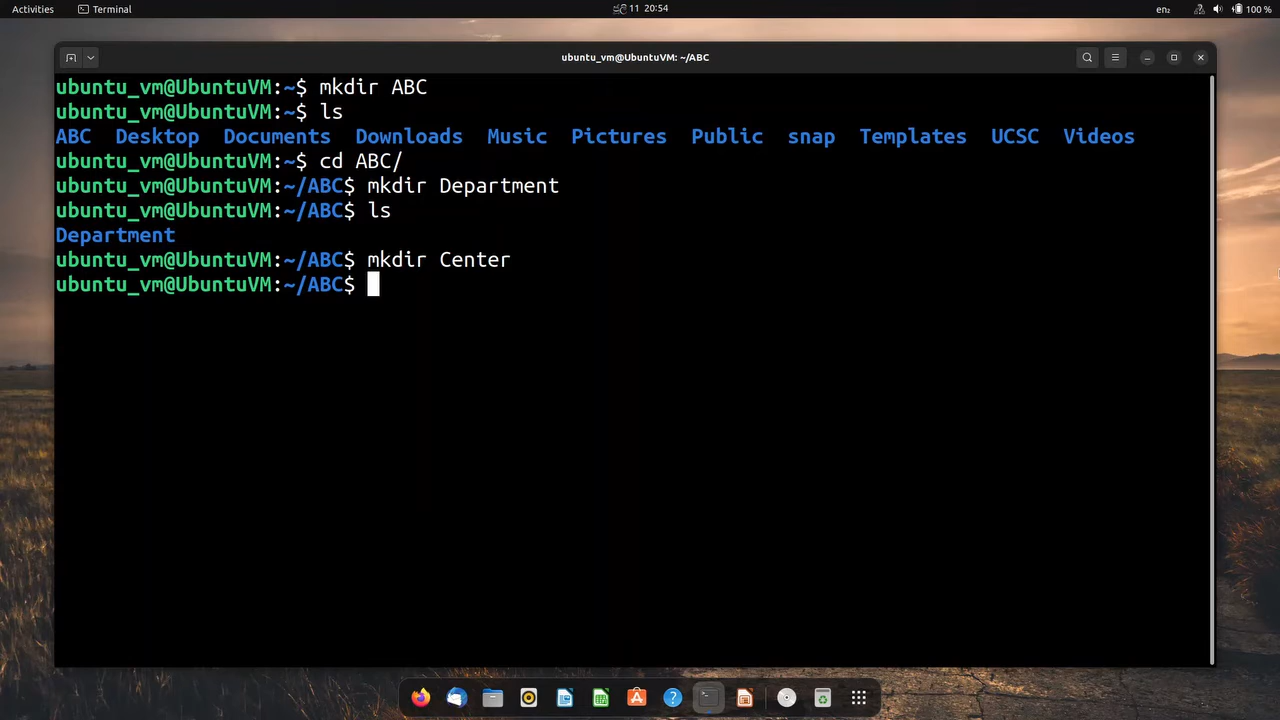 Activities Terminal 11 20:54 en₂ 100 %
ubuntu_vm@UbuntuVM: ~/ABC
ubuntu_vm@UbuntuVM:~$ mkdir ABC
ubuntu_vm@UbuntuVM:~$ ls
ABC Desktop Documents Downloads Music Pictures Public snap Templates UCSC Videos
ubuntu_vm@UbuntuVM:~$ cd ABC/
ubuntu_vm@UbuntuVM:~/ABC$ mkdir Department
ubuntu_vm@UbuntuVM:~/ABC$ ls
Department
ubuntu_vm@UbuntuVM:~/ABC$ mkdir Center
ubuntu_vm@UbuntuVM:~/ABC$